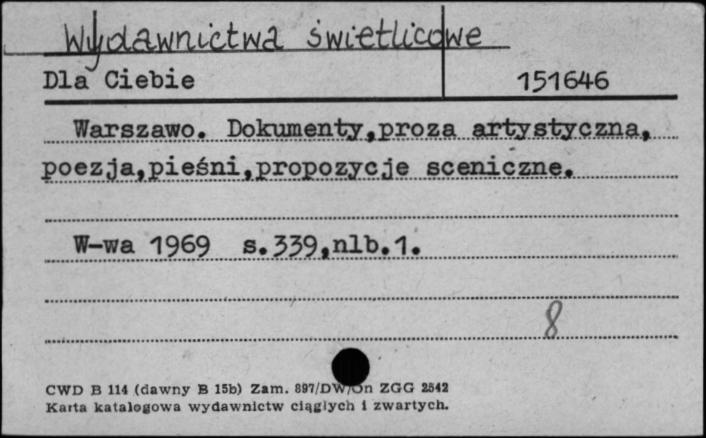 Wydawnictwa świetlicowe
Dla Ciebie 151646
Warszawo. Dokumenty,proza artystyczna,
poezja,pieśni,propozycje sceniczne.
W-wa 1969 s.339,nlb.1.
8
CWD B 114 (dawny B 15b) Zam. 897/DW/On ZGG 2542
Karta katalogowa wydawnictw ciągłych i zwartych.